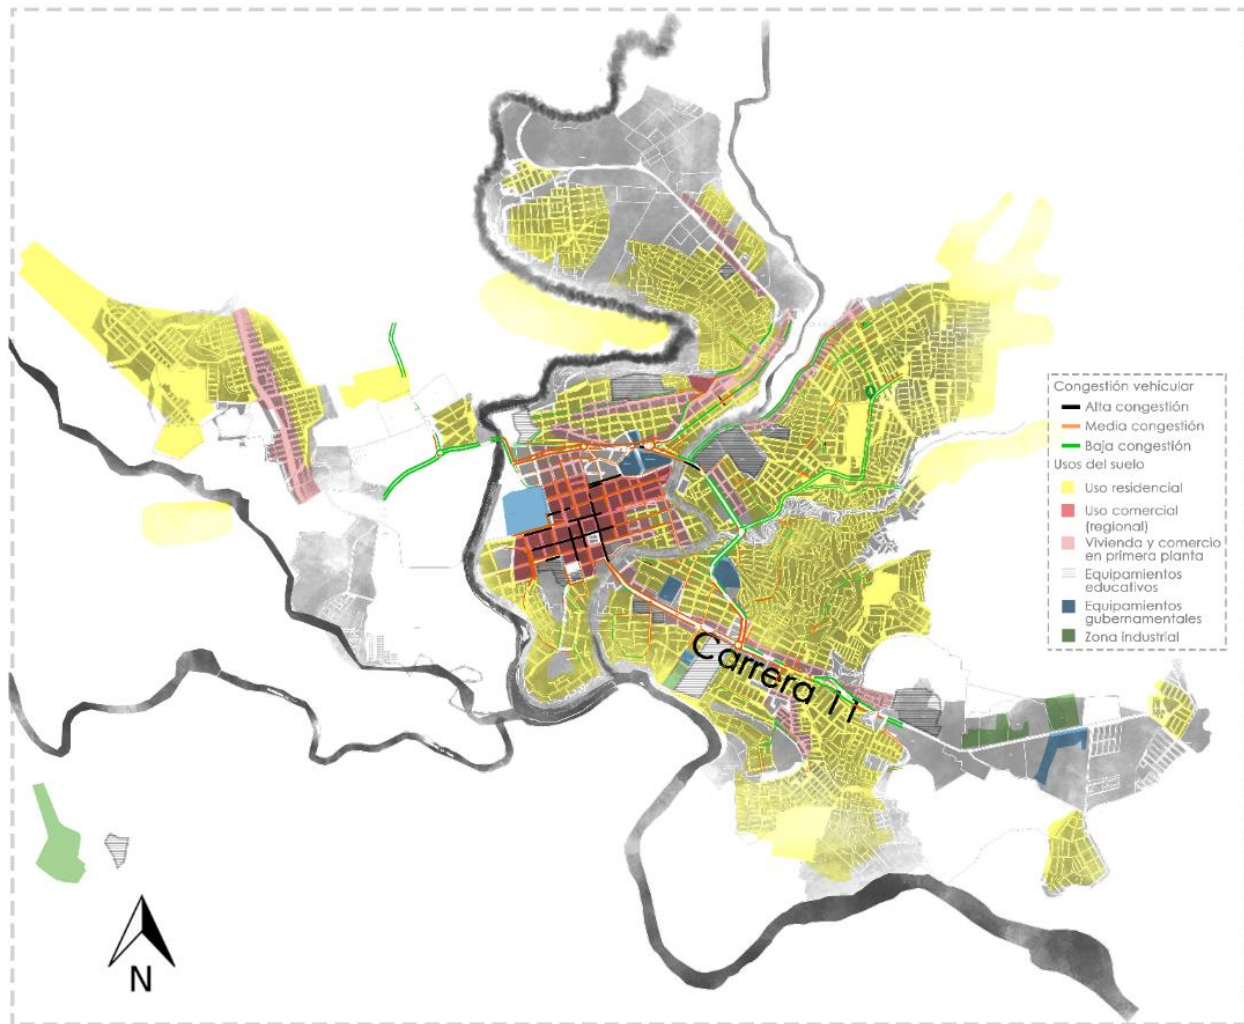 Congestión vehícular
Alta congestión
Media congestión
Baja congestión
Usos del suelo
Uso residencial
Uso comercial
(regional)
Vivienda y comercio
en primera planta
Equipamientos
educativos
Equipamientos
gubernamentales
Zona industrial
Carrera 11
N